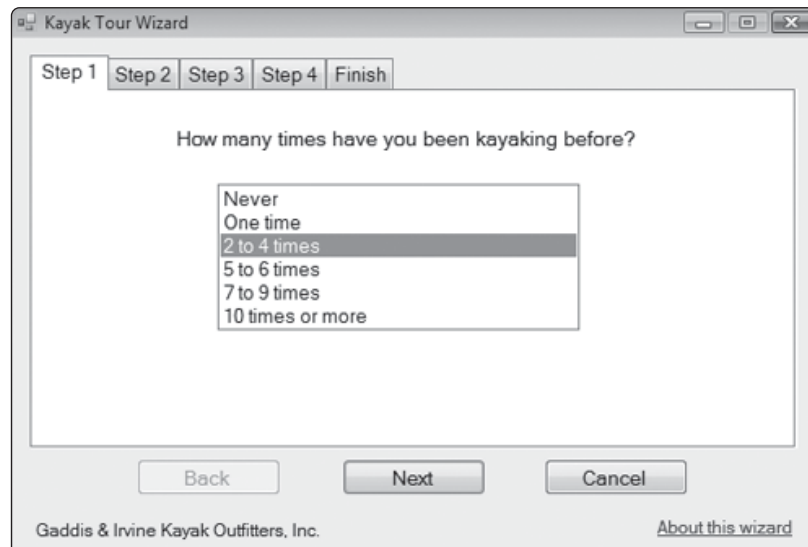 Kayak Tour Wizard
Step 1 Step 2 Step 3 Step 4 Finish
How many times have you been kayaking before?
Never
One time
2 to 4 times
5 to 6 times
7 to 9 times
10 times or more
Back Next Cancel
Gaddis & Irvine Kayak Outfitters, Inc. About this wizard